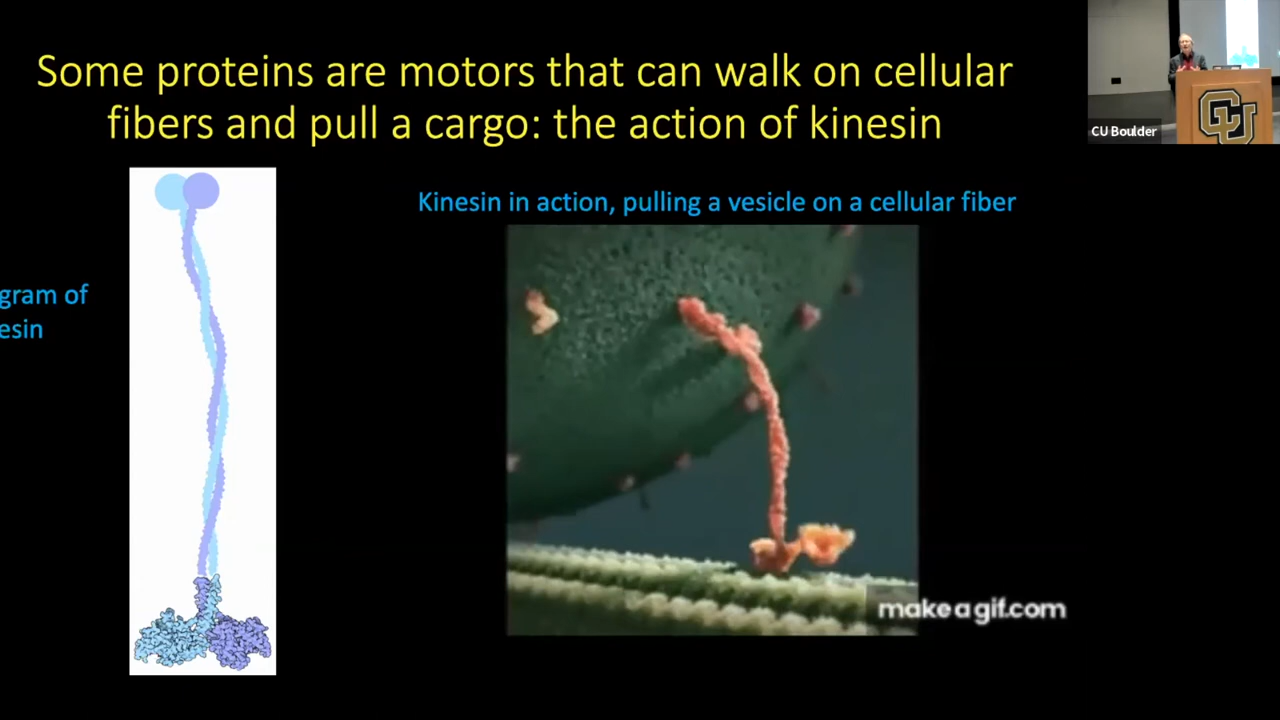 Some proteins are motors that can walk on cellular
fibers and pull a cargo: the action of kinesin
Kinesin in action, pulling a vesicle on a cellular fiber
gram of
esin
makeagif.com
CU Boulder
CU